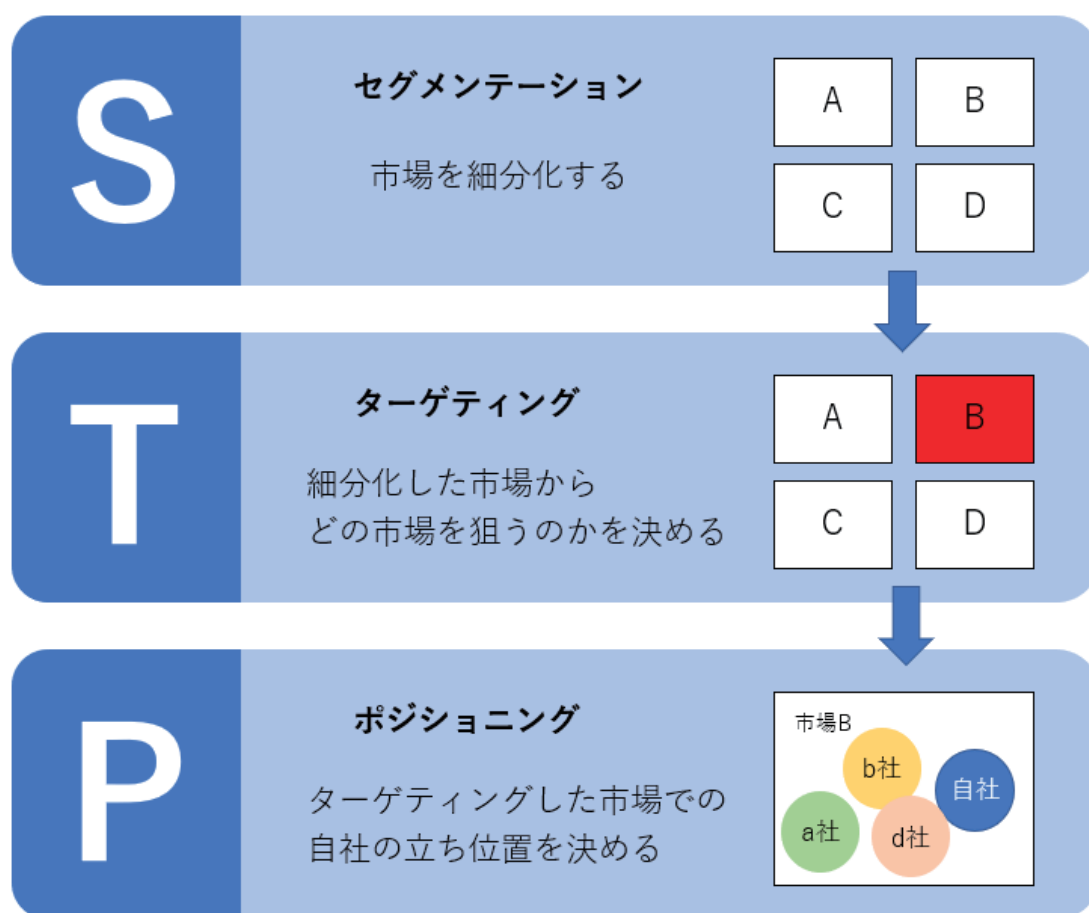 S
セグメンテーション
市場を細分化する
A
B
C
D
T
ターゲティング
細分化した市場から
どの市場を狙うのかを決める
A
B
C
D
P
ポジショニング
ターゲティングした市場での
自社の立ち位置を決める
市場B
b社
自社
a社
d社